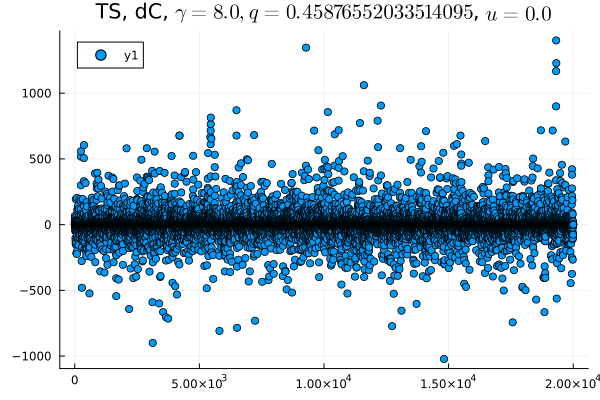 TS, dC, γ = 8.0, q = 0.45876552033514095, u = 0.0
y1
1000
500
0
−500
−1000
0 5.00×10³ 1.00×10⁴ 1.50×10⁴ 2.00×10⁴